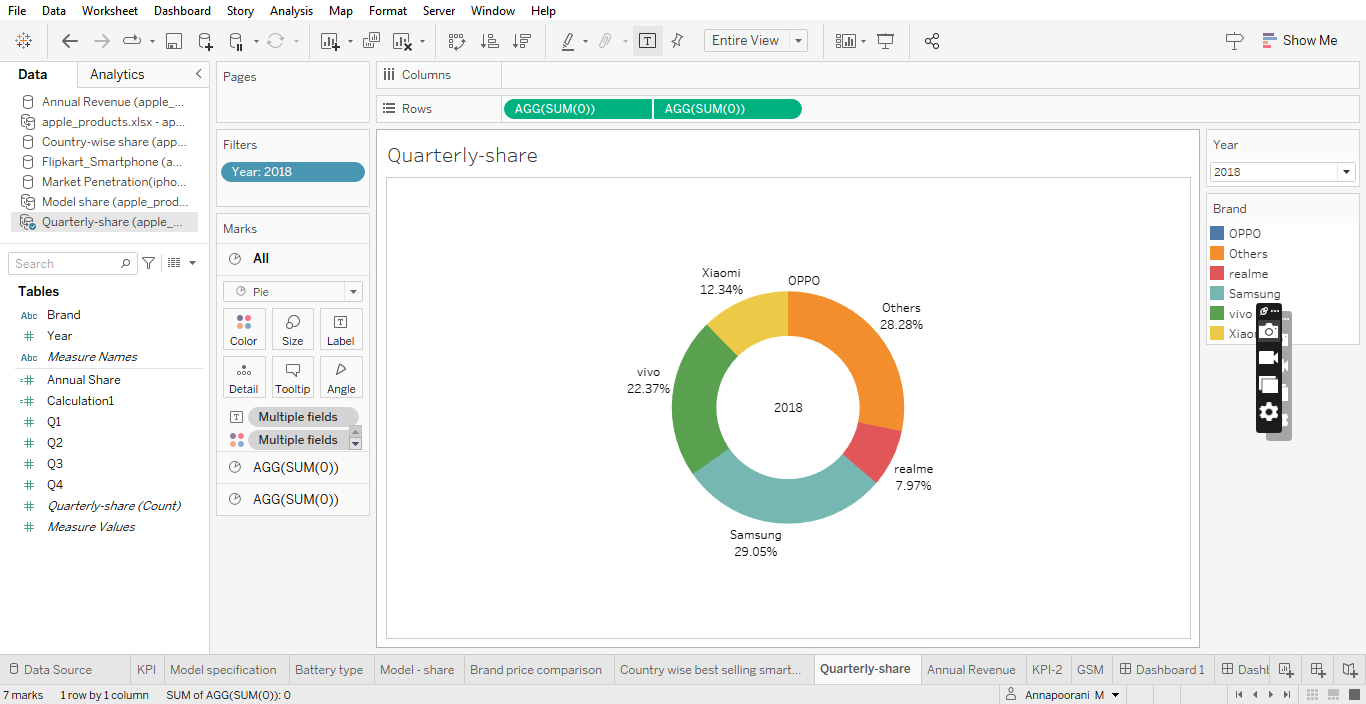 File Data Worksheet Dashboard Story Analysis Map Format Server Window Help
Entire View
Show Me
Data Analytics
Annual Revenue (apple_...
apple_products.xlsx - ap...
Country-wise share (app...
Flipkart_Smartphone (a...
Market Penetration(ipho...
Model share (apple_prod...
Quarterly-share (apple_...
Search
Tables
Abc Brand
Year
Abc Measure Names
Annual Share
Calculation1
Q1
Q2
Q3
Q4
Quarterly-share (Count)
Measure Values
Pages
Filters
Year: 2018
Marks
All
Pie
Color Size Label
Detail Tooltip Angle
Multiple fields
Multiple fields
AGG(SUM(0))
AGG(SUM(0))
Columns
Rows AGG(SUM(0)) AGG(SUM(0))
Quarterly-share
Xiaomi
12.34%
OPPO
Others
28.28%
vivo
22.37%
2018
realme
7.97%
Samsung
29.05%
Year
2018
Brand
OPPO
Others
realme
Samsung
vivo
Data Source KPI Model specification Battery type Model - share Brand price comparison Country wise best selling smart... Quarterly-share Annual Revenue KPI-2 GSM Dashboard 1
7 marks 1 row by 1 column SUM of AGG(SUM(0)): 0 Annapoorani M